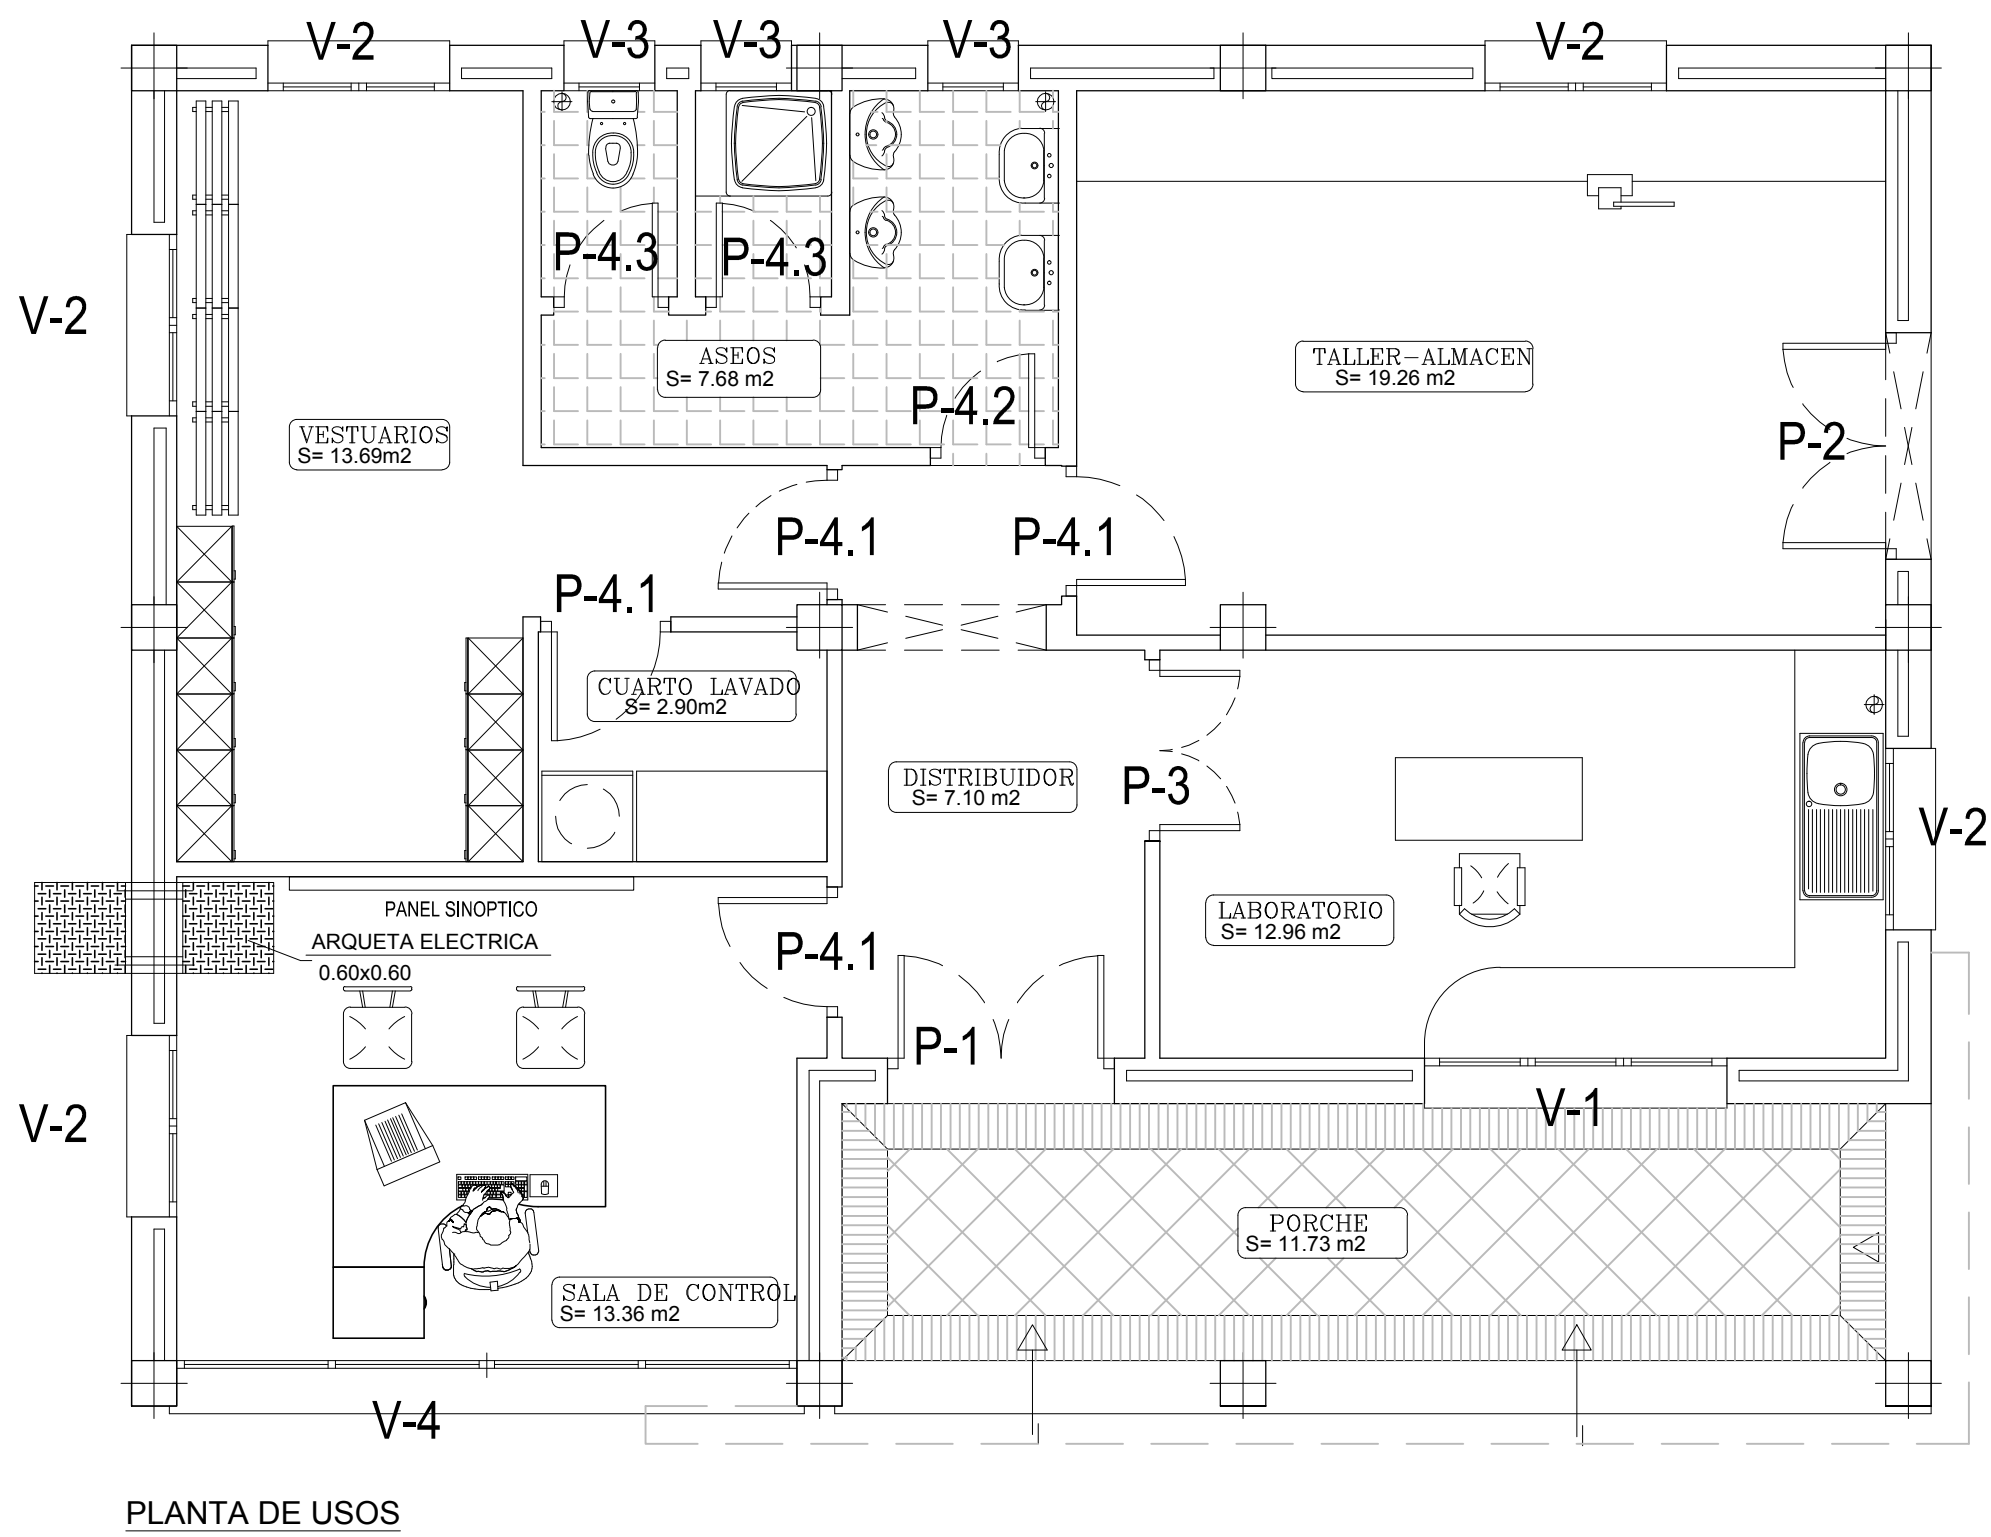 V-2
V-3
V-3
V-3
V-2
P-4.3
P-4.3
V-2
ASEOS
S= 7.68 m2
TALLER-ALMACEN
S= 19.26 m2
P-4.2
VESTUARIOS
S= 13.69m2
P-2
P-4.1
P-4.1
P-4.1
CUARTO LAVADO
S= 2.90m2
DISTRIBUIDOR
S= 7.10 m2
P-3
V-2
PANEL SINOPTICO
ARQUETA ELECTRICA
0.60x0.60
LABORATORIO
S= 12.96 m2
P-4.1
P-1
V-2
V-1
PORCHE
S= 11.73 m2
SALA DE CONTROL
S= 13.36 m2
V-4
PLANTA DE USOS